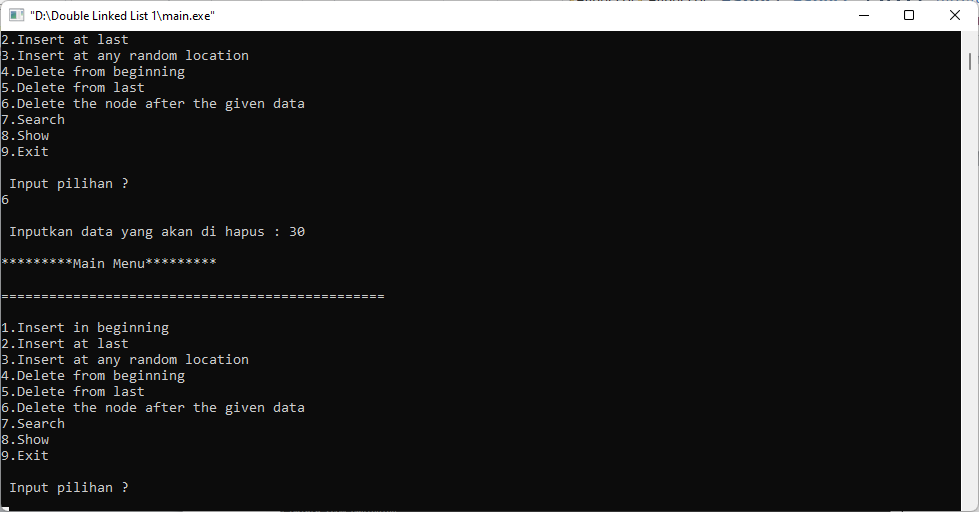 "D:\Double Linked List 1\main.exe"
2.Insert at last
3.Insert at any random location
4.Delete from beginning
5.Delete from last
6.Delete the node after the given data
7.Search
8.Show
9.Exit
Input pilihan ?
6
Inputkan data yang akan di hapus : 30
*********Main Menu*********
================================================
1.Insert in beginning
2.Insert at last
3.Insert at any random location
4.Delete from beginning
5.Delete from last
6.Delete the node after the given data
7.Search
8.Show
9.Exit
Input pilihan ?